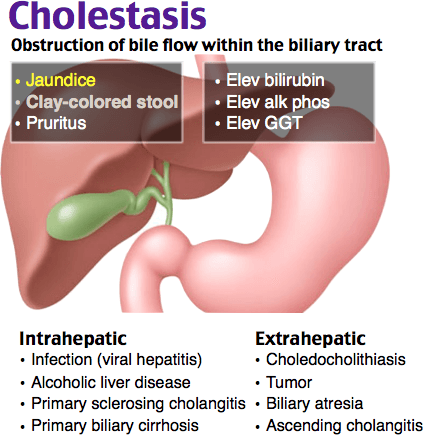 Cholestasis
Obstruction of bile flow within the biliary tract
• Jaundice
• Clay-colored stool
• Pruritus
• Elev bilirubin
• Elev alk phos
• Elev GGT
Intrahepatic
• Infection (viral hepatitis)
• Alcoholic liver disease
• Primary sclerosing cholangitis
• Primary biliary cirrhosis
Extrahepatic
• Choledocholithiasis
• Tumor
• Biliary atresia
• Ascending cholangitis